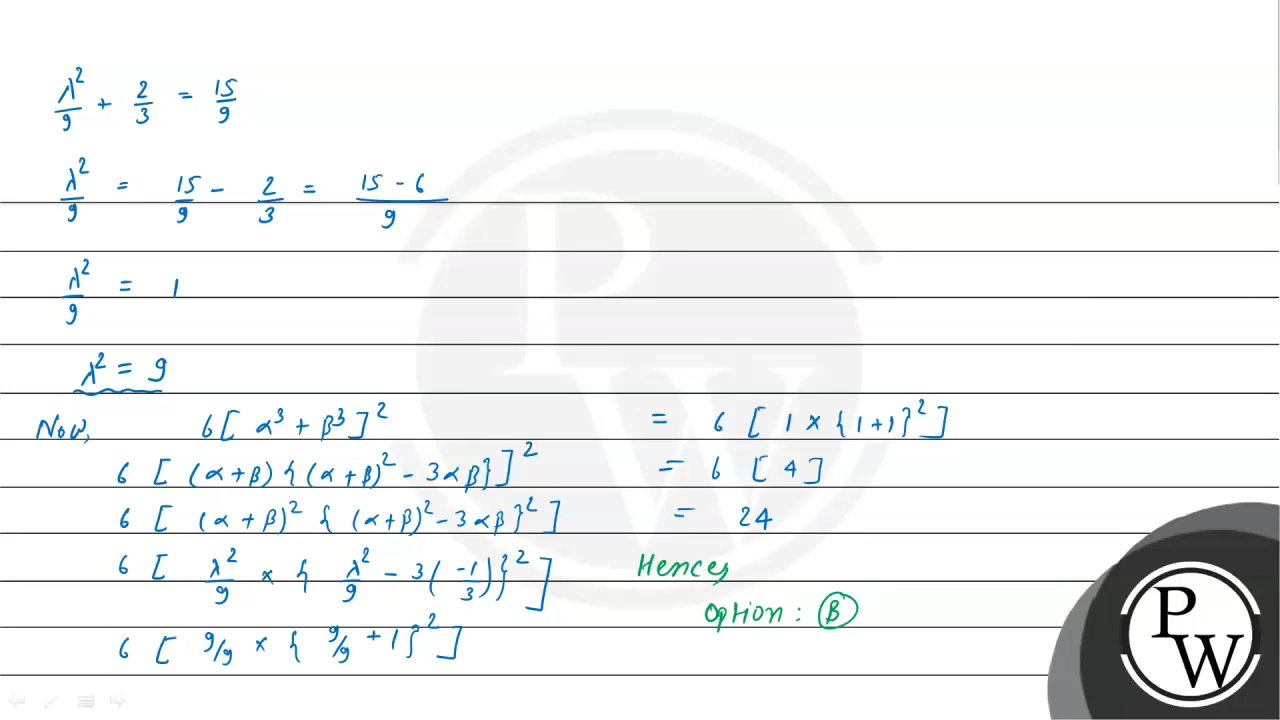 λ²/9 + 2/3 = 15/9
λ²/9 = 15/9 - 2/3 = (15 - 6)/9
λ²/9 = 1
λ² = 9
Now, 6[α³ + β³]²
6 [(α+β){(α+β)² - 3αβ}]²
6 [(α+β)² {(α+β)² - 3αβ}²]
6 [λ²/9 × {λ²/9 - 3(-1/3)}²]
6 [9/9 × {9/9 + 1}²]
= 6 [1 × {1+1}²]
= 6 [4]
= 24
Hence,
Option: B
PW
PW